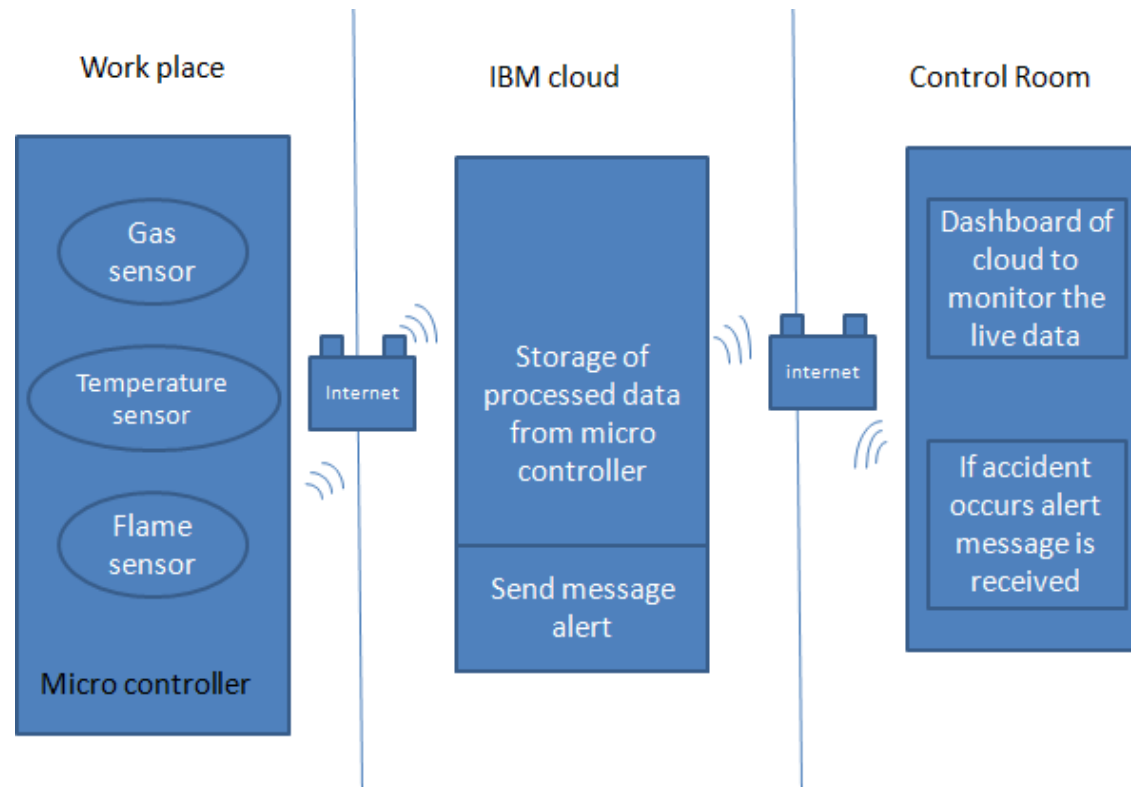 Work place
IBM cloud
Control Room
Gas
sensor
Temperature
sensor
Flame
sensor
Micro controller
Internet
Storage of
processed data
from micro
controller
Send message
alert
internet
Dashboard of
cloud to
monitor the
live data
If accident
occurs alert
message is
received